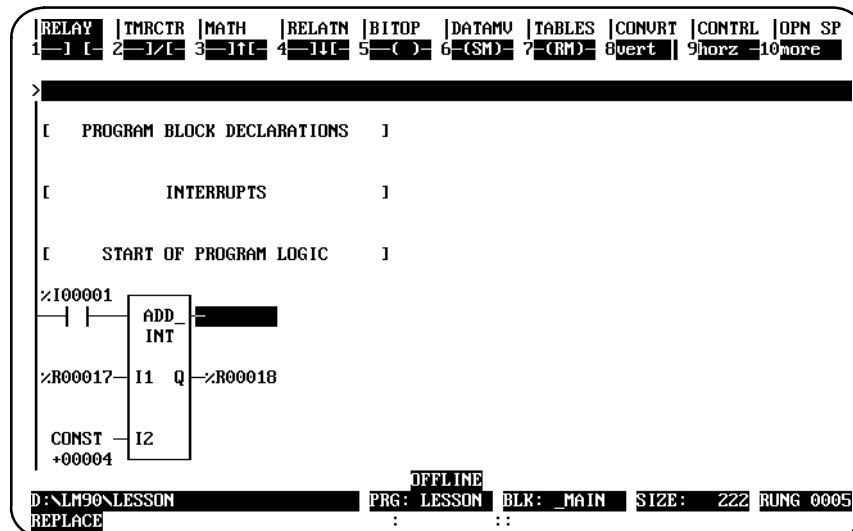 RELAY |TMRCTR |MATH |RELATN |BITOP |DATAMV |TABLES |CONVRT |CONTRL |OPN SP
1—] [— 2—]/[— 3—]↑[— 4—]↓[— 5—( )— 6—(SM)— 7—(RM)— 8vert | 9horz —10more
>
[ PROGRAM BLOCK DECLARATIONS ]
[ INTERRUPTS ]
[ START OF PROGRAM LOGIC ]
%I00001
ADD_
INT
%R00017 I1 Q %R00018
CONST I2
+00004
OFFLINE
D:\LM90\LESSON PRG: LESSON BLK: _MAIN SIZE: 222 RUNG 0005
REPLACE : ::